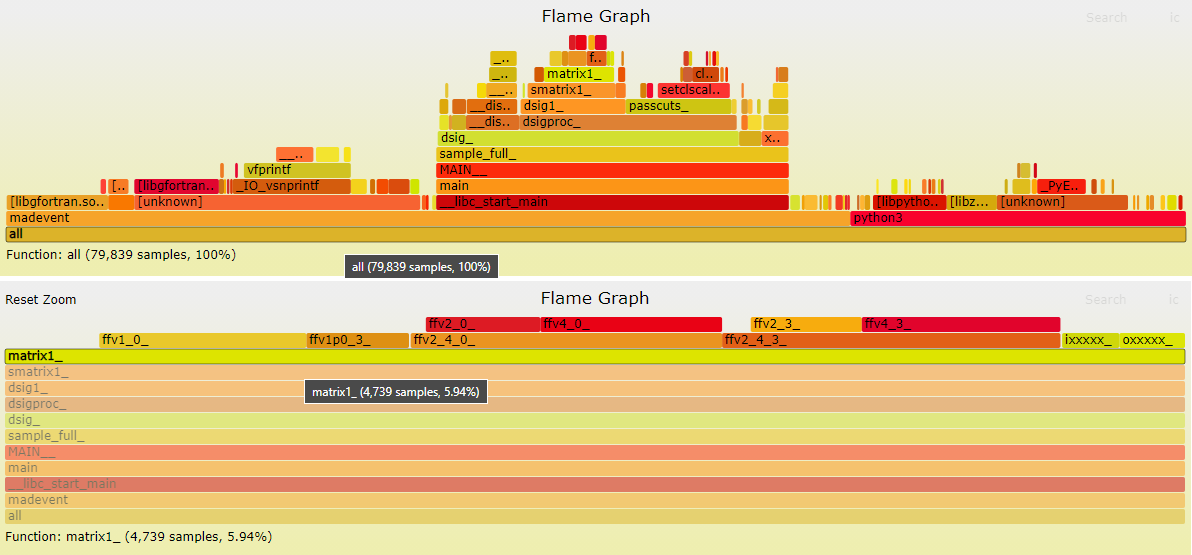 Flame Graph
Search ic
f..
_..
_.. matrix1_ cl..
__.. smatrix1_ setclscal..
__dis.. dsig1_ passcuts_
__dis.. dsigproc_
dsig_ x..
__.. sample_full_
vfprintf MAIN__
[.. [libgfortran.. _IO_vsnprintf main _PyE..
[libgfortran.so.. [unknown] __libc_start_main [libpytho.. [libz... [unknown]
madevent python3
all
Function: all (79,839 samples, 100%)
all (79,839 samples, 100%)
Reset Zoom Flame Graph Search ic
ffv2_0_ ffv4_0_ ffv2_3_ ffv4_3_
ffv1_0_ ffv1p0_3_ ffv2_4_0_ ffv2_4_3_ ixxxxx_ oxxxxx_
matrix1_
smatrix1_
dsig1_
matrix1_ (4,739 samples, 5.94%)
dsigproc_
dsig_
sample_full_
MAIN__
main
__libc_start_main
madevent
all
Function: matrix1_ (4,739 samples, 5.94%)